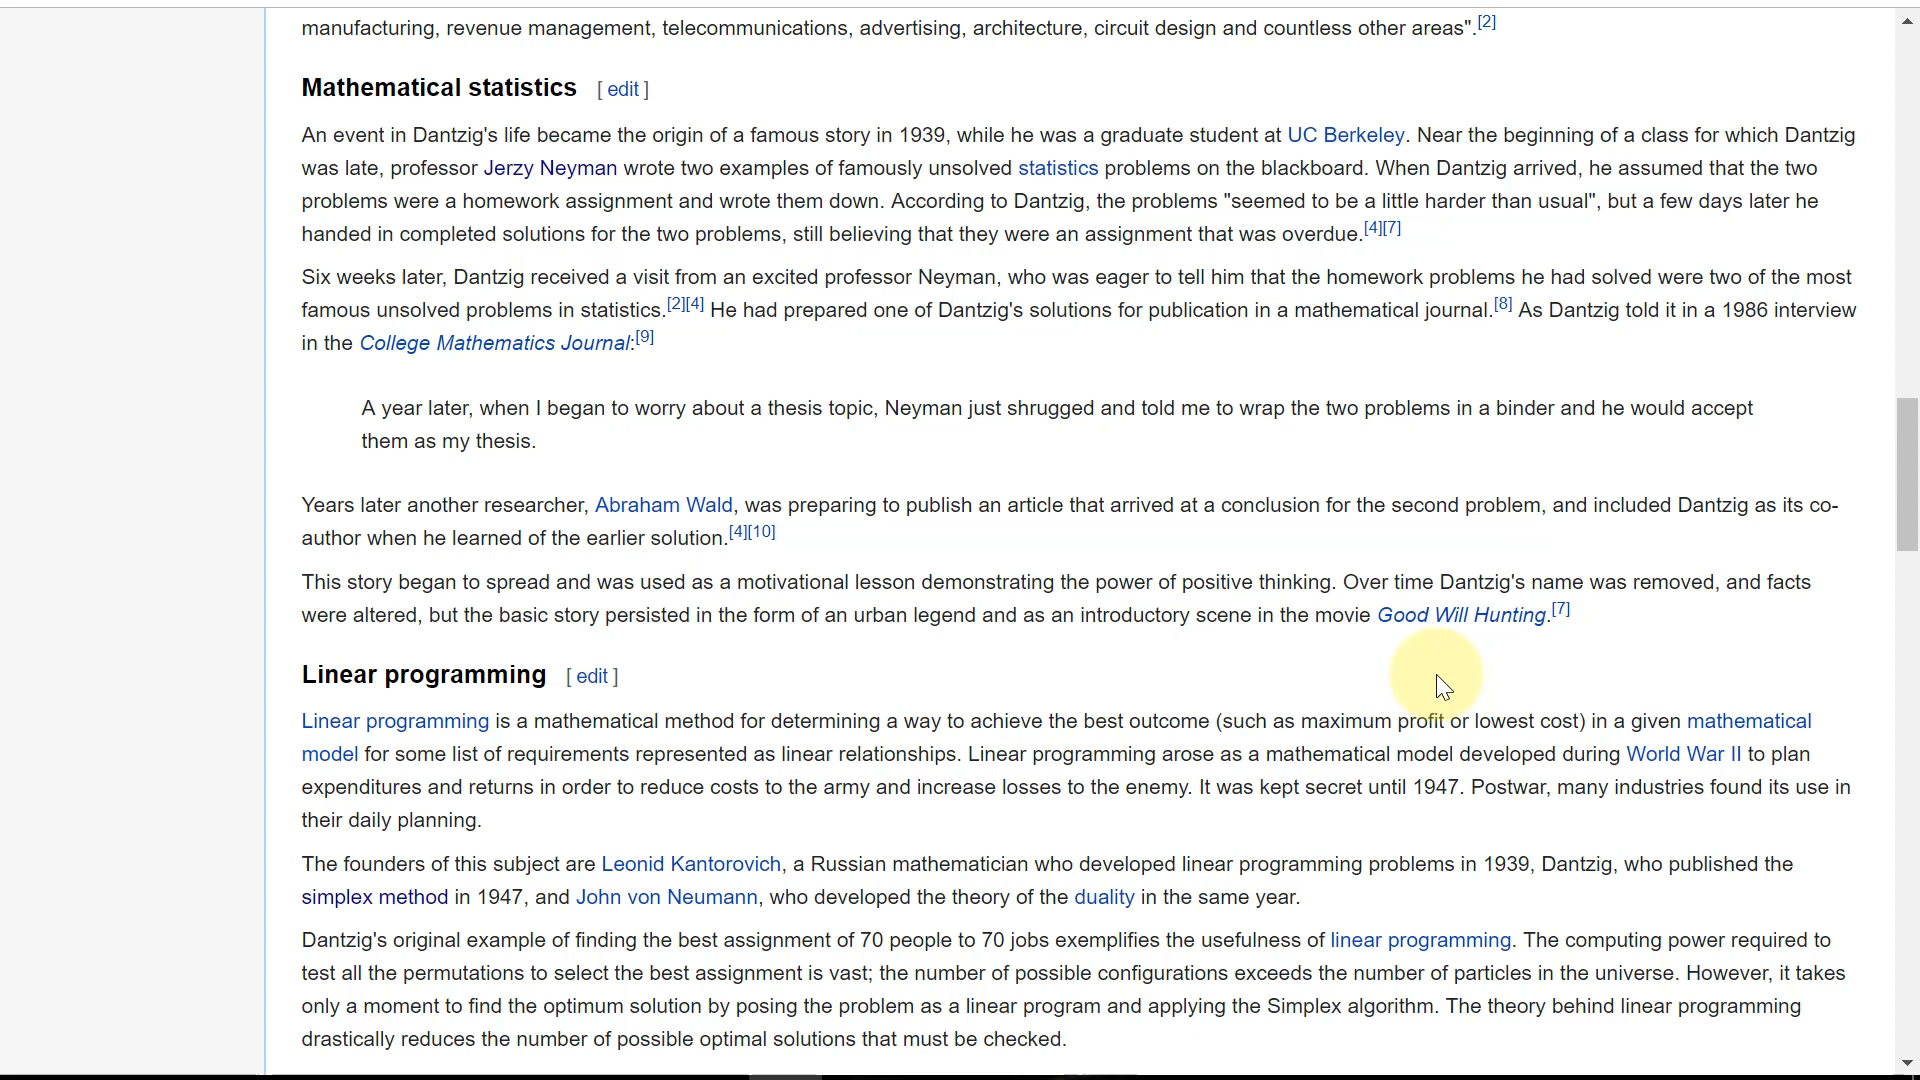 manufacturing, revenue management, telecommunications, advertising, architecture, circuit design and countless other areas".[2]
Mathematical statistics [ edit ]
An event in Dantzig's life became the origin of a famous story in 1939, while he was a graduate student at UC Berkeley. Near the beginning of a class for which Dantzig
was late, professor Jerzy Neyman wrote two examples of famously unsolved statistics problems on the blackboard. When Dantzig arrived, he assumed that the two
problems were a homework assignment and wrote them down. According to Dantzig, the problems "seemed to be a little harder than usual", but a few days later he
handed in completed solutions for the two problems, still believing that they were an assignment that was overdue.[4][7]
Six weeks later, Dantzig received a visit from an excited professor Neyman, who was eager to tell him that the homework problems he had solved were two of the most
famous unsolved problems in statistics.[2][4] He had prepared one of Dantzig's solutions for publication in a mathematical journal.[8] As Dantzig told it in a 1986 interview
in the College Mathematics Journal:[9]
A year later, when I began to worry about a thesis topic, Neyman just shrugged and told me to wrap the two problems in a binder and he would accept
them as my thesis.
Years later another researcher, Abraham Wald, was preparing to publish an article that arrived at a conclusion for the second problem, and included Dantzig as its co-
author when he learned of the earlier solution.[4][10]
This story began to spread and was used as a motivational lesson demonstrating the power of positive thinking. Over time Dantzig's name was removed, and facts
were altered, but the basic story persisted in the form of an urban legend and as an introductory scene in the movie Good Will Hunting.[7]
Linear programming [ edit ]
Linear programming is a mathematical method for determining a way to achieve the best outcome (such as maximum profit or lowest cost) in a given mathematical
model for some list of requirements represented as linear relationships. Linear programming arose as a mathematical model developed during World War II to plan
expenditures and returns in order to reduce costs to the army and increase losses to the enemy. It was kept secret until 1947. Postwar, many industries found its use in
their daily planning.
The founders of this subject are Leonid Kantorovich, a Russian mathematician who developed linear programming problems in 1939, Dantzig, who published the
simplex method in 1947, and John von Neumann, who developed the theory of the duality in the same year.
Dantzig's original example of finding the best assignment of 70 people to 70 jobs exemplifies the usefulness of linear programming. The computing power required to
test all the permutations to select the best assignment is vast; the number of possible configurations exceeds the number of particles in the universe. However, it takes
only a moment to find the optimum solution by posing the problem as a linear program and applying the Simplex algorithm. The theory behind linear programming
drastically reduces the number of possible optimal solutions that must be checked.